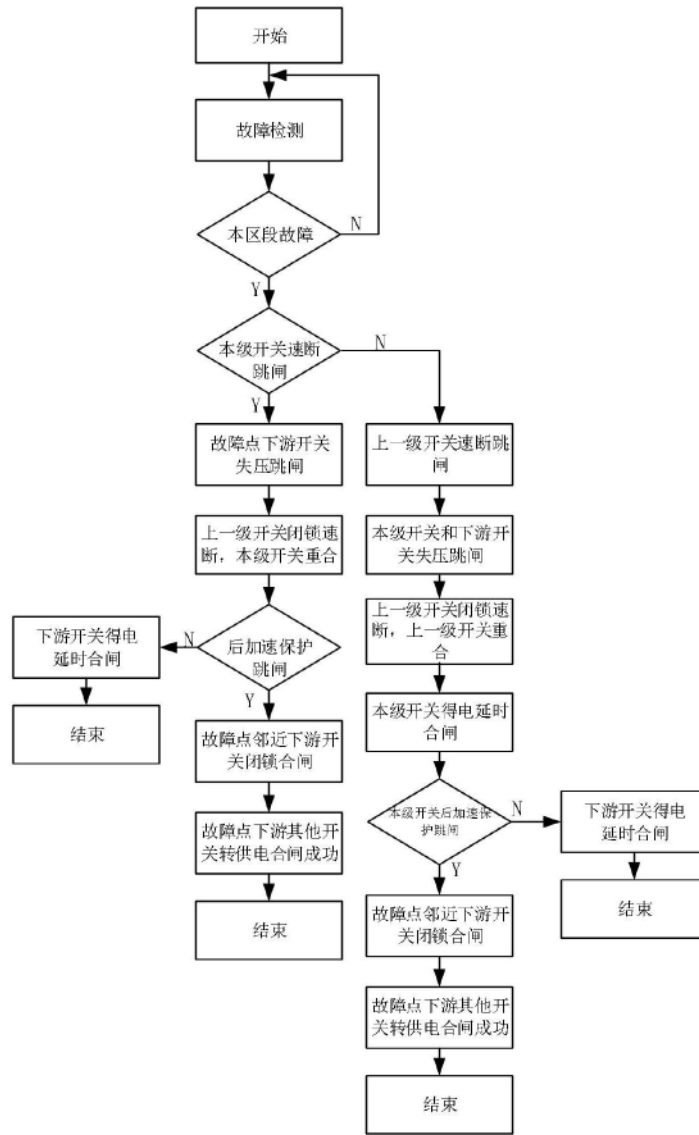 开始
故障检测
本区段故障
N
Y
本级开关速断
跳闸
N
Y
故障点下游开关
失压跳闸
上一级开关闭锁速
断，本级开关重合
后加速保护
跳闸
N
Y
下游开关得电
延时合闸
结束
故障点邻近下游开
关闭锁合闸
故障点下游其他开
关转供电合闸成功
结束
上一级开关速断跳
闸
本级开关和下游开
关失压跳闸
上一级开关闭锁速
断，上一级开关重
合
本级开关得电延时
合闸
本级开关后加速保
护跳闸
N
Y
下游开关得电
延时合闸
结束
故障点邻近下游开
关闭锁合闸
故障点下游其他开
关转供电合闸成功
结束